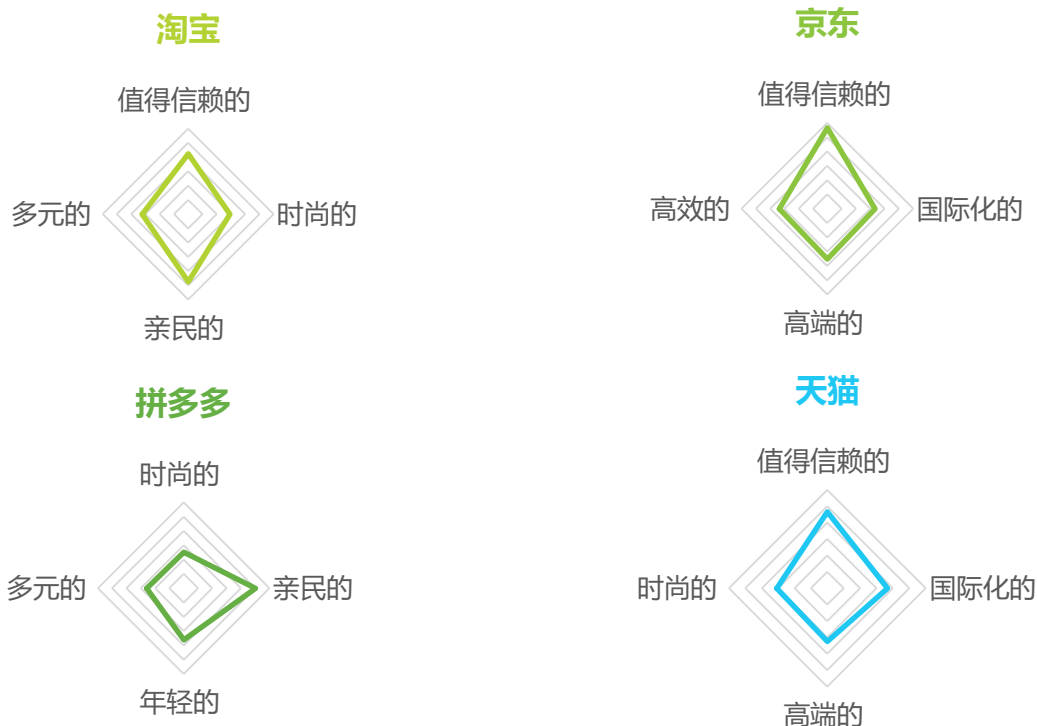 淘宝
值得信赖的
多元的
时尚的
亲民的
京东
值得信赖的
高效的
国际化的
高端的
拼多多
时尚的
多元的
亲民的
年轻的
天猫
值得信赖的
时尚的
国际化的
高端的